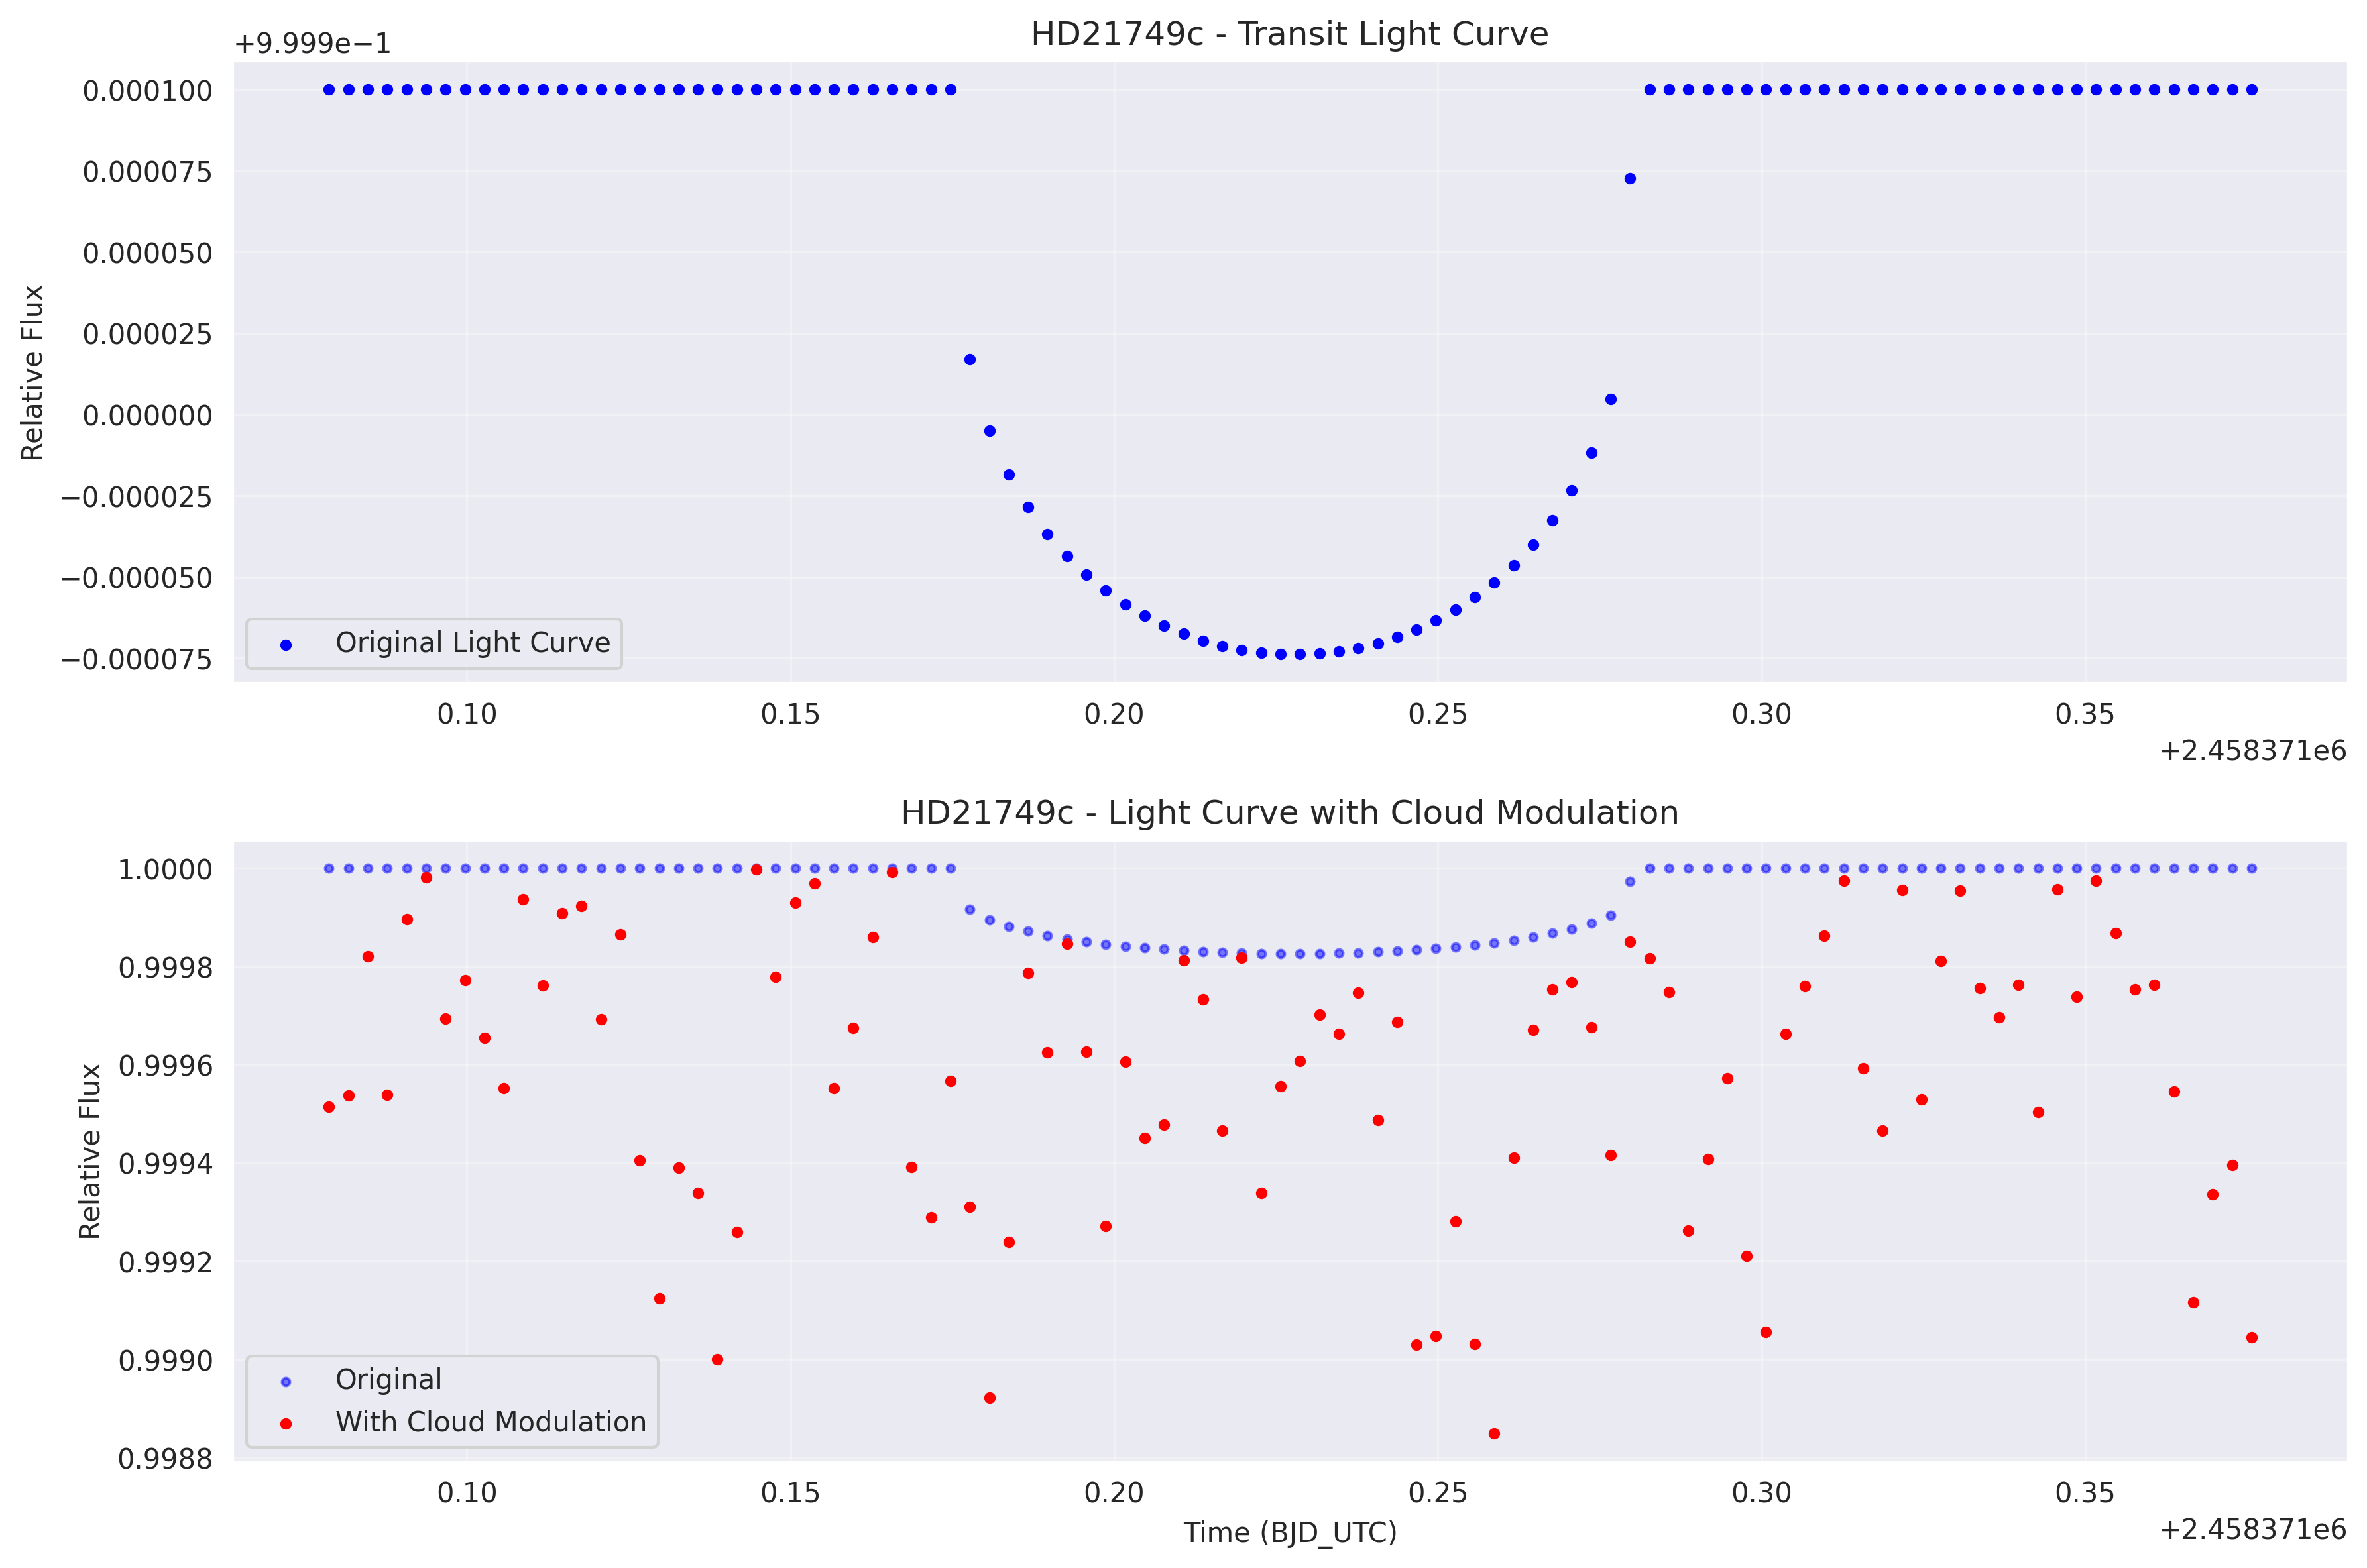 HD21749c - Transit Light Curve
+9.999e−1
0.000100
0.000075
0.000050
0.000025
0.000000
−0.000025
−0.000050
−0.000075
Relative Flux
Original Light Curve
0.10 0.15 0.20 0.25 0.30 0.35
+2.458371e6
HD21749c - Light Curve with Cloud Modulation
1.0000
0.9998
0.9996
0.9994
0.9992
0.9990
0.9988
Relative Flux
Original
With Cloud Modulation
0.10 0.15 0.20 0.25 0.30 0.35
Time (BJD_UTC)
+2.458371e6